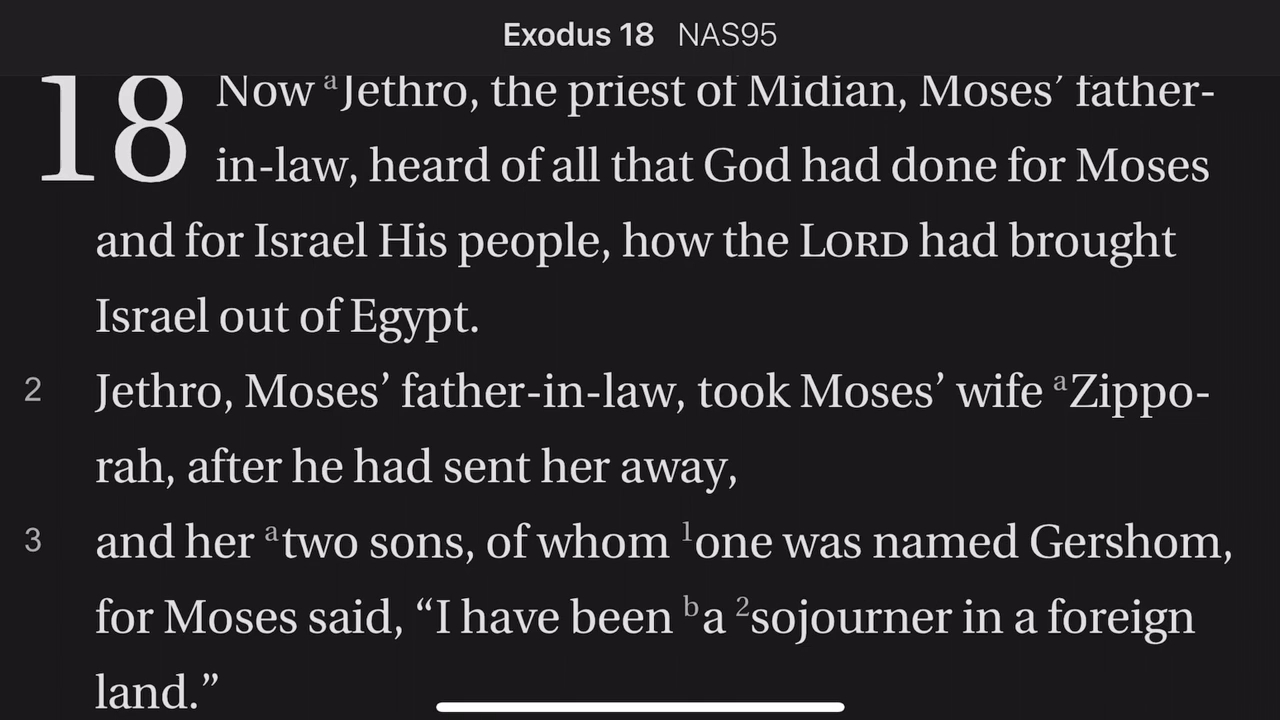 Exodus 18 NAS95
18 Now aJethro, the priest of Midian, Moses’ father-
in-law, heard of all that God had done for Moses
and for Israel His people, how the LORD had brought
Israel out of Egypt.
2 Jethro, Moses’ father-in-law, took Moses’ wife aZippo-
rah, after he had sent her away,
3 and her atwo sons, of whom 1one was named Gershom,
for Moses said, “I have been ba 2sojourner in a foreign
land.”